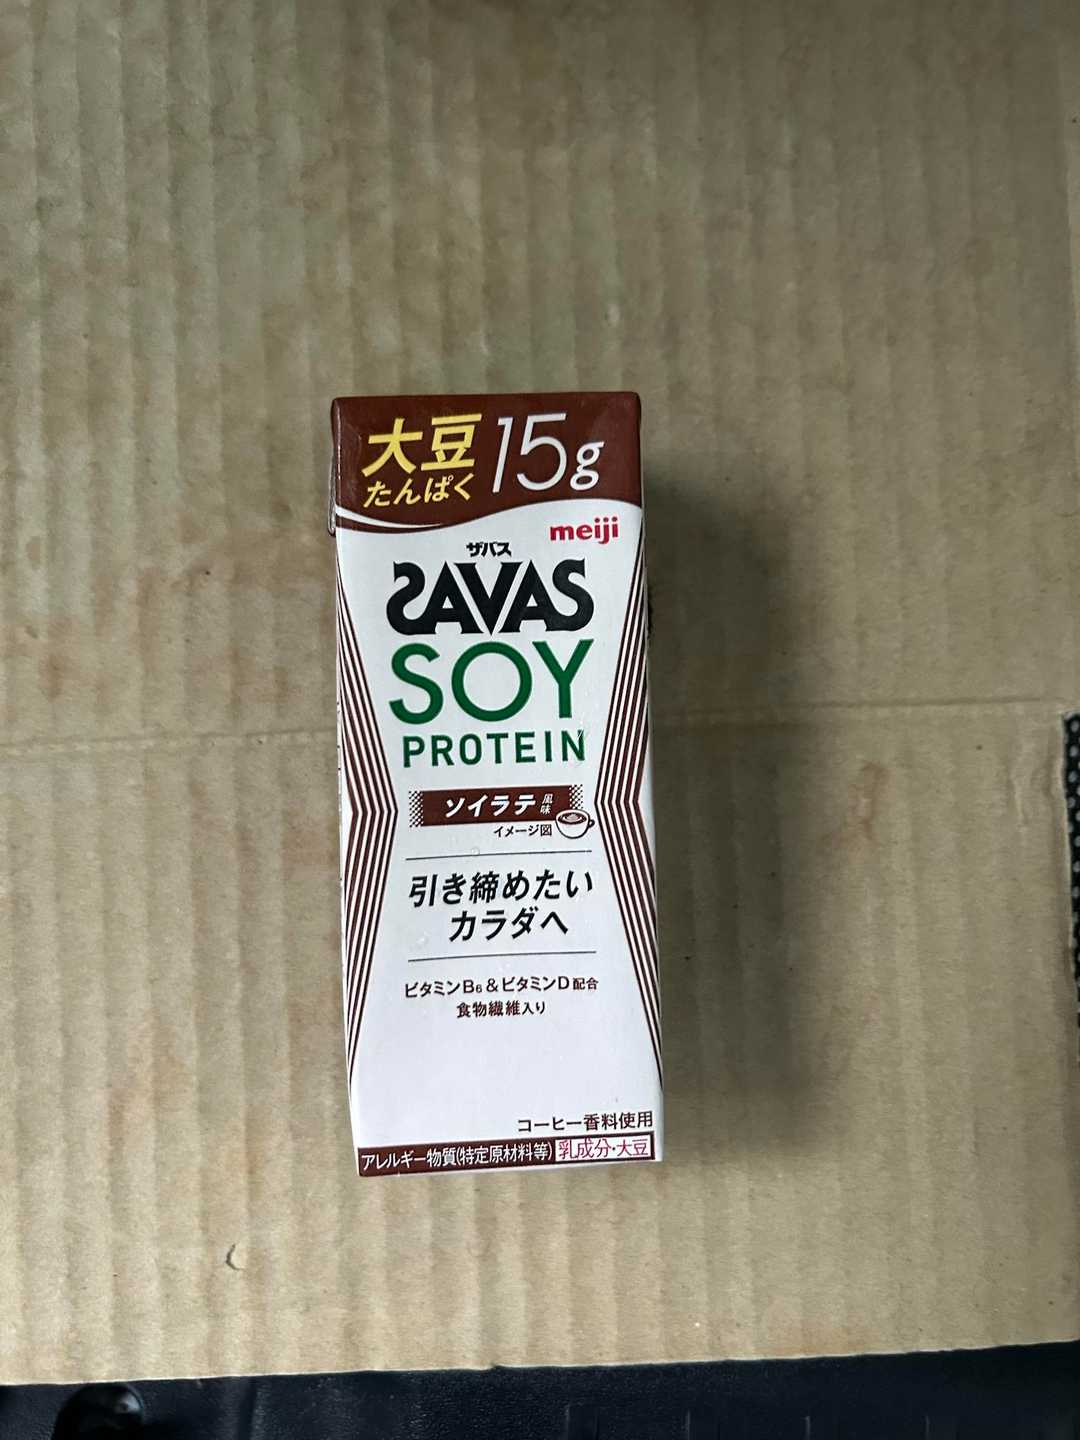 大豆
たんぱく
15g
meiji
ザバス
SAVAS
SOY
PROTEIN
ソイラテ風味
イメージ図
引き締めたい
カラダへ
ビタミンB6&ビタミンD配合
食物繊維入り
コーヒー香料使用
アレルギー物質(特定原材料等) 乳成分・大豆